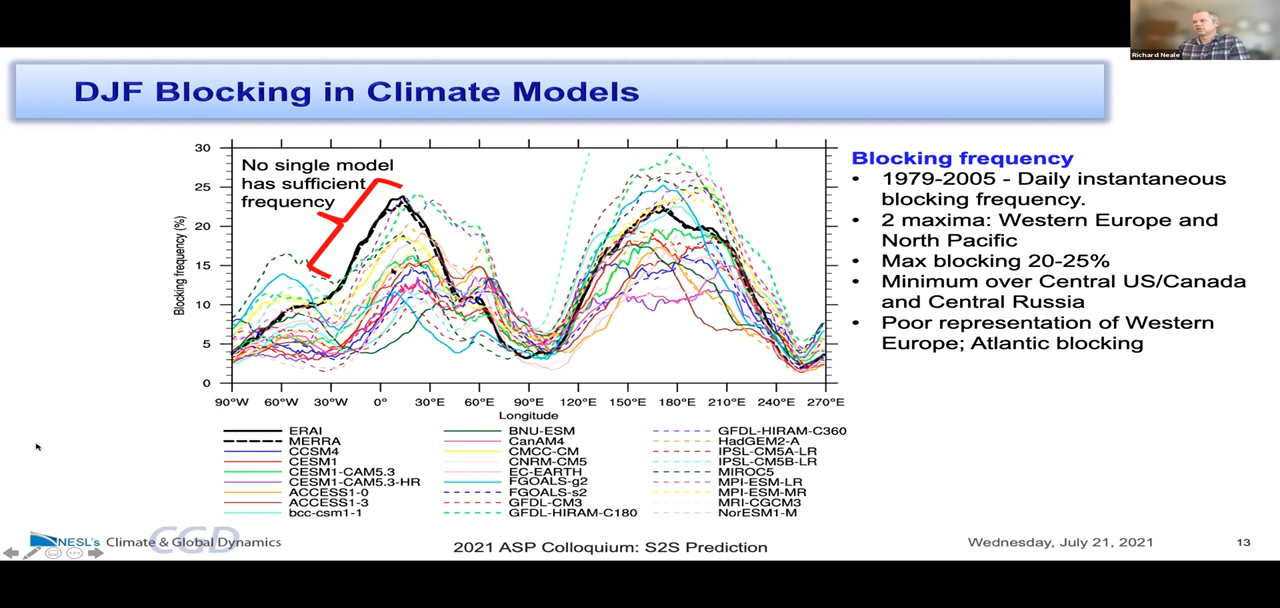 Richard Neale
DJF Blocking in Climate Models
No single model
has sufficient
frequency
Blocking frequency (%)
30
25
20
15
10
5
0
90°W 60°W 30°W 0° 30°E 60°E 90°E 120°E 150°E 180°E 210°E 240°E 270°E
Longitude
ERAI
MERRA
CCSM4
CESM1
CESM1-CAM5.3
CESM1-CAM5.3-HR
ACCESS1-0
ACCESS1-3
bcc-csm1-1
BNU-ESM
CanAM4
CMCC-CM
CNRM-CM5
EC-EARTH
FGOALS-g2
FGOALS-s2
GFDL-CM3
GFDL-HIRAM-C180
GFDL-HIRAM-C360
HadGEM2-A
IPSL-CM5A-LR
IPSL-CM5B-LR
MIROC5
MPI-ESM-LR
MPI-ESM-MR
MRI-CGCM3
NorESM1-M
Blocking frequency
• 1979-2005 - Daily instantaneous
blocking frequency.
• 2 maxima: Western Europe and
North Pacific
• Max blocking 20-25%
• Minimum over Central US/Canada
and Central Russia
• Poor representation of Western
Europe; Atlantic blocking
NESL's Climate & Global Dynamics
CGD
2021 ASP Colloquium: S2S Prediction
Wednesday, July 21, 2021
13